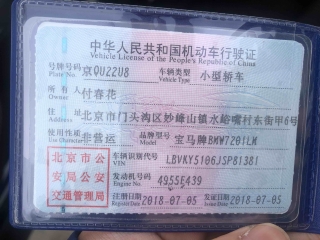 中华人民共和国机动车行驶证
Vehicle License of the People's Republic of China
号牌号码 京QU22U8 车辆类型 小型轿车
Plate No. Vehicle Type
所有人 付春花
Owner
住址 北京市门头沟区妙峰山镇水峪嘴村东街甲6号
Address
使用性质 非营运 品牌型号 宝马牌BMW7201LM
Use Character Model
北京市公 车辆识别代号 LBVKY5106JSP81381
VIN
安局公安 发动机号码 4955E439
Engine No.
交通管理局 注册日期 2018-07-05 发证日期 2018-07-05
Register Date Issue Date